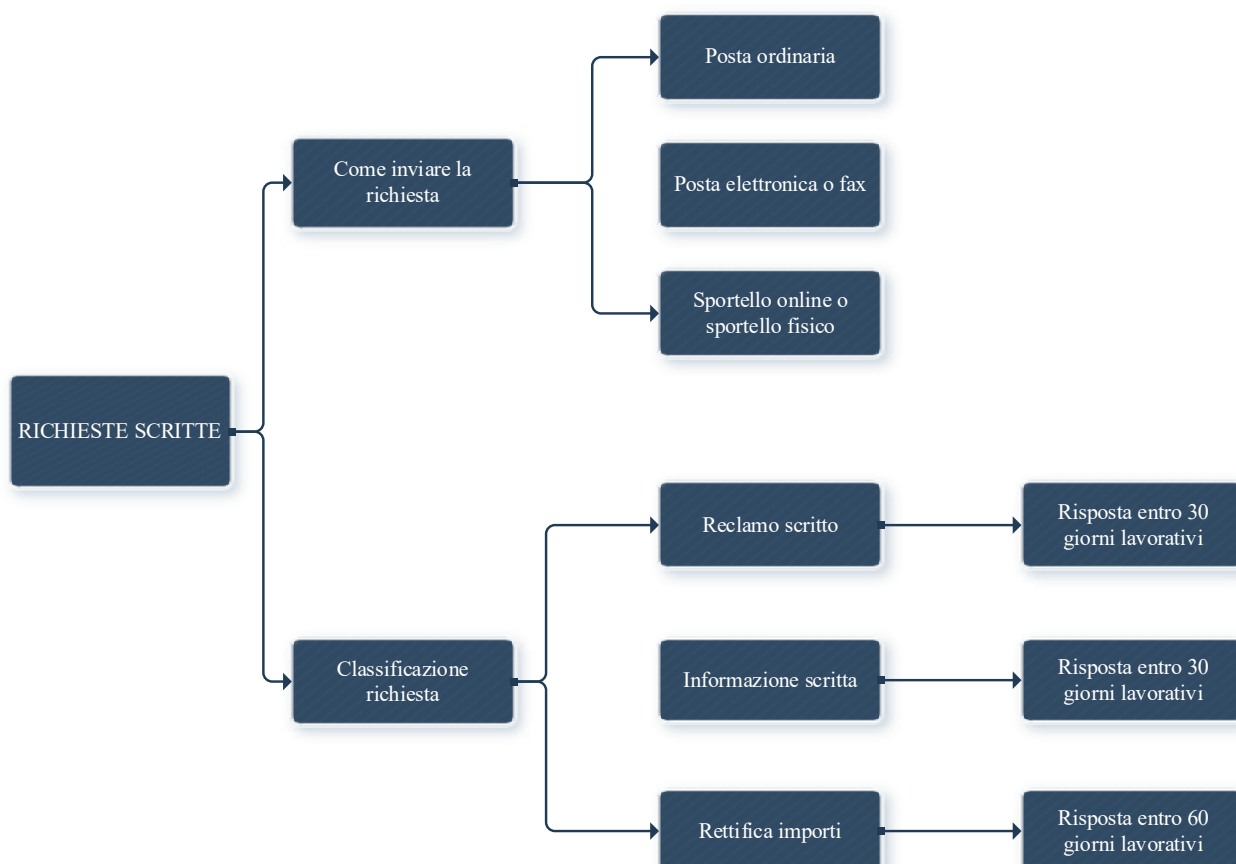 Posta ordinaria
Come inviare la
richiesta
Posta elettronica o fax
Sportello online o
sportello fisico
RICHIESTE SCRITTE
Reclamo scritto
Risposta entro 30
giorni lavorativi
Classificazione
richiesta
Informazione scritta
Risposta entro 30
giorni lavorativi
Rettifica importi
Risposta entro 60
giorni lavorativi